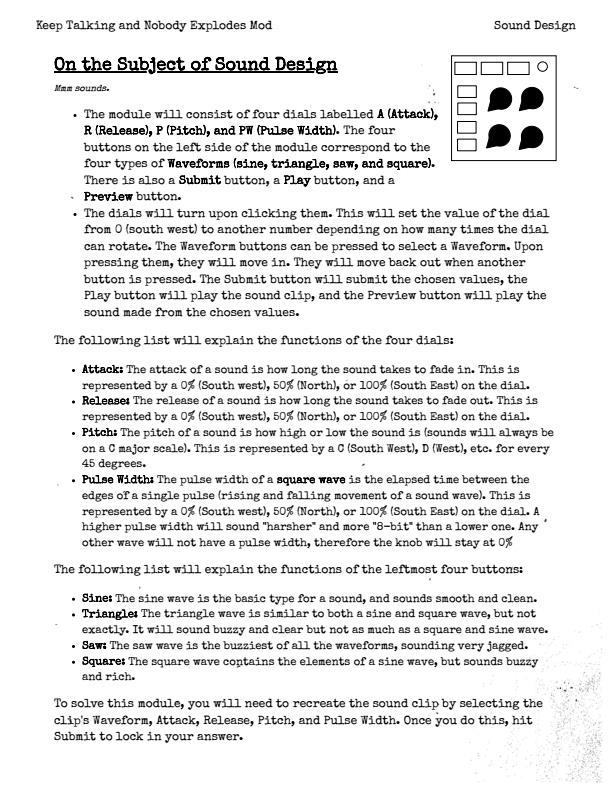 Keep Talking and Nobody Explodes Mod
Sound Design
On the Subject of Sound Design
Mmm sounds.
• The module will consist of four dials labelled A (Attack),
R (Release), P (Pitch), and PW (Pulse Width). The four
buttons on the left side of the module correspond to the
four types of Waveforms (sine, triangle, saw, and square).
There is also a Submit button, a Play button, and a
Preview button.
• The dials will turn upon clicking them. This will set the value of the dial
from 0 (south west) to another number depending on how many times the dial
can rotate. The Waveform buttons can be pressed to select a Waveform. Upon
pressing them, they will move in. They will move back out when another
button is pressed. The Submit button will submit the chosen values, the
Play button will play the sound clip, and the Preview button will play the
sound made from the chosen values.
The following list will explain the functions of the four dials:
• Attack: The attack of a sound is how long the sound takes to fade in. This is
represented by a 0% (South west), 50% (North), or 100% (South East) on the dial.
• Release: The release of a sound is how long the sound takes to fade out. This is
represented by a 0% (South west), 50% (North), or 100% (South East) on the dial.
• Pitch: The pitch of a sound is how high or low the sound is (sounds will always be
on a C major scale). This is represented by a C (South West), D (West), etc. for every
45 degrees.
• Pulse Width: The pulse width of a square wave is the elapsed time between the
edges of a single pulse (rising and falling movement of a sound wave). This is
represented by a 0% (South west), 50% (North), or 100% (South East) on the dial. A
higher pulse width will sound "harsher" and more "8-bit" than a lower one. Any
other wave will not have a pulse width, therefore the knob will stay at 0%
The following list will explain the functions of the leftmost four buttons:
• Sine: The sine wave is the basic type for a sound, and sounds smooth and clean.
• Triangle: The triangle wave is similar to both a sine and square wave, but not
exactly. It will sound buzzy and clear but not as much as a square and sine wave.
• Saw: The saw wave is the buzziest of all the waveforms, sounding very jagged.
• Square: The square wave contains the elements of a sine wave, but sounds buzzy
and rich.
To solve this module, you will need to recreate the sound clip by selecting the
clip's Waveform, Attack, Release, Pitch, and Pulse Width. Once you do this, hit
Submit to lock in your answer.